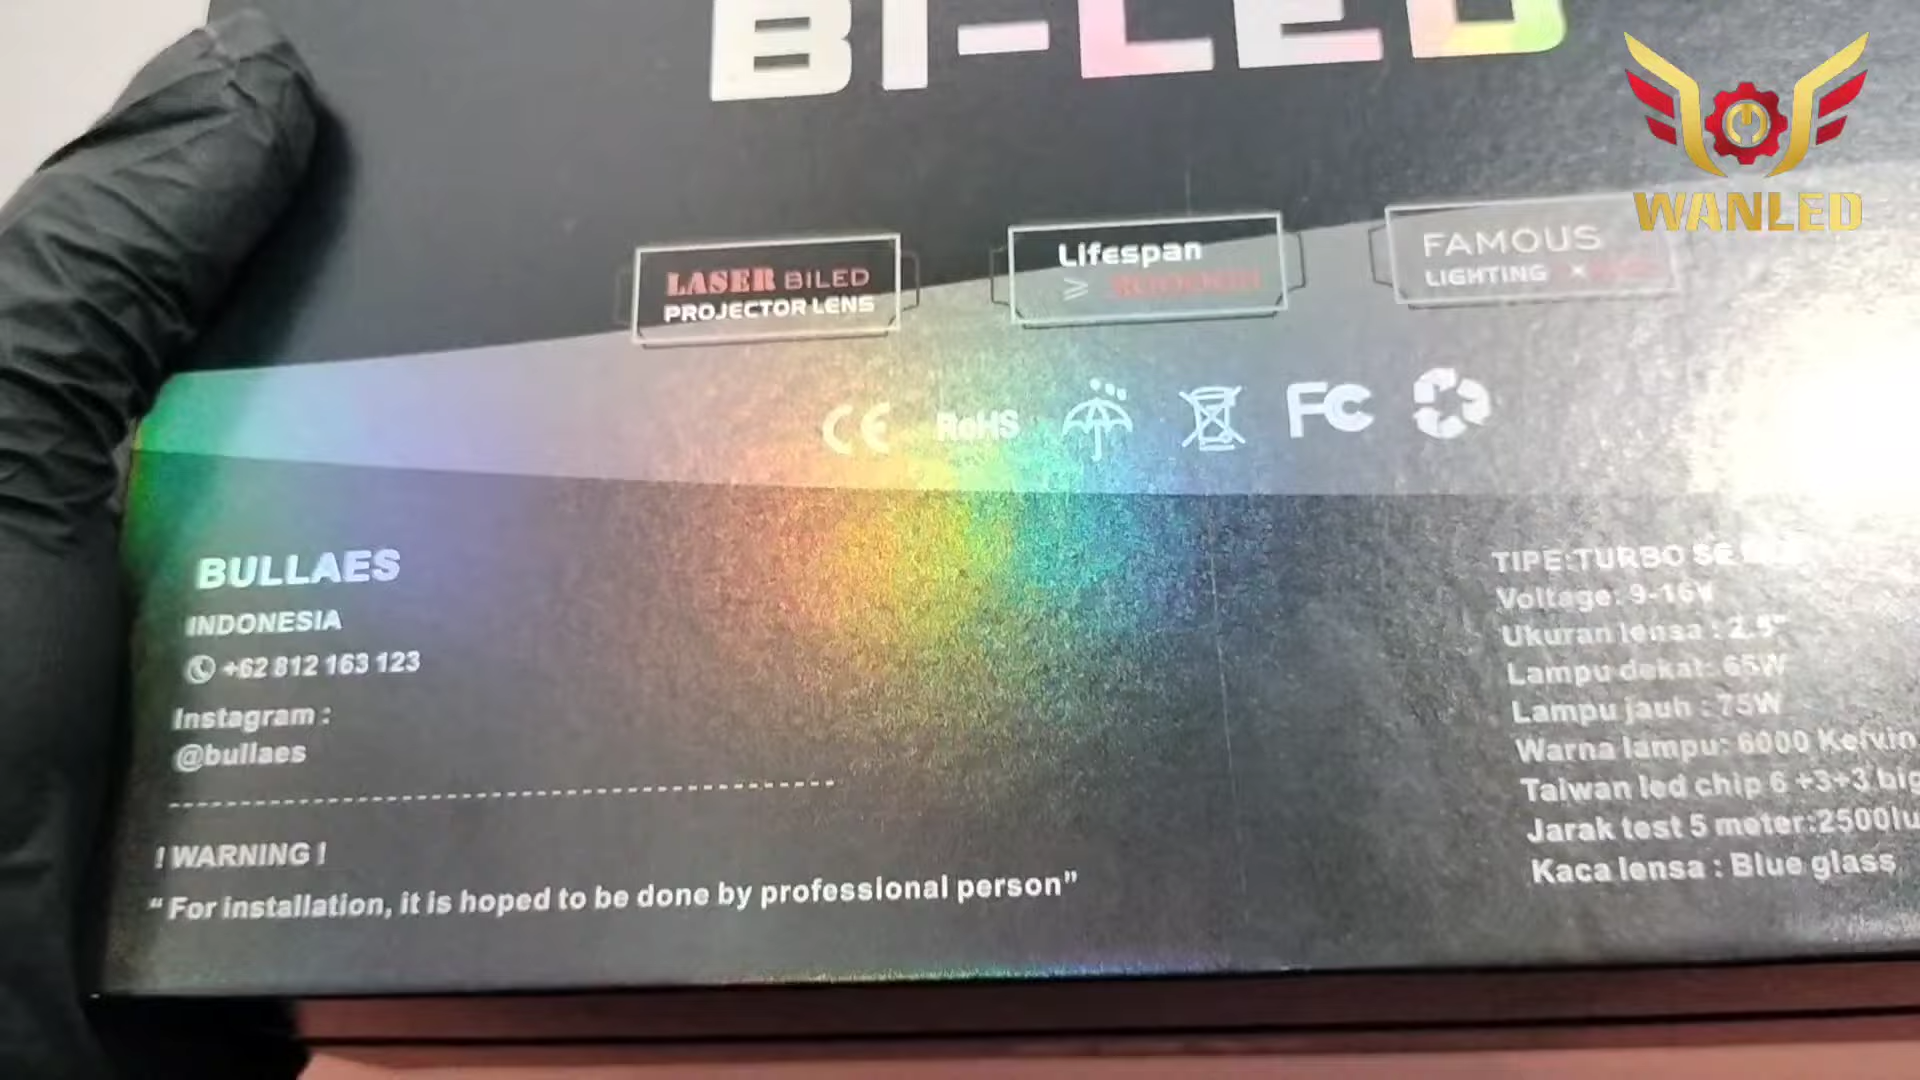 BI-LED
WANLED
LASER BILED
PROJECTOR LENS
Lifespan
≥
FAMOUS
LIGHTING
CE
RoHS
FC
BULLAES
INDONESIA
+62 812 163 123
Instagram :
@bullaes
! WARNING !
“ For installation, it is hoped to be done by professional person”
TIPE:TURBO SE
Voltage: 9-16V
Ukuran lensa : 2.5"
Lampu dekat: 65W
Lampu jauh : 75W
Warna lampu: 6000 Kelvin
Taiwan led chip 6 +3+3 big
Jarak test 5 meter:2500lu
Kaca lensa : Blue glass